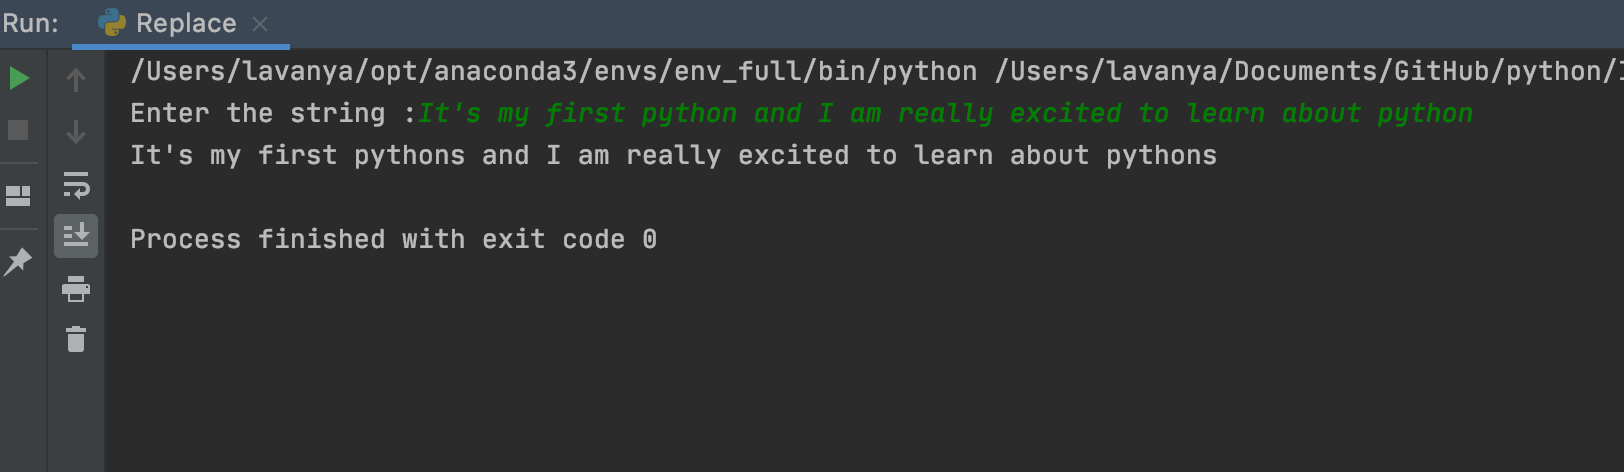 Run: Replace
/Users/lavanya/opt/anaconda3/envs/env_full/bin/python /Users/lavanya/Documents/GitHub/python/
Enter the string :It's my first python and I am really excited to learn about python
It's my first pythons and I am really excited to learn about pythons
Process finished with exit code 0